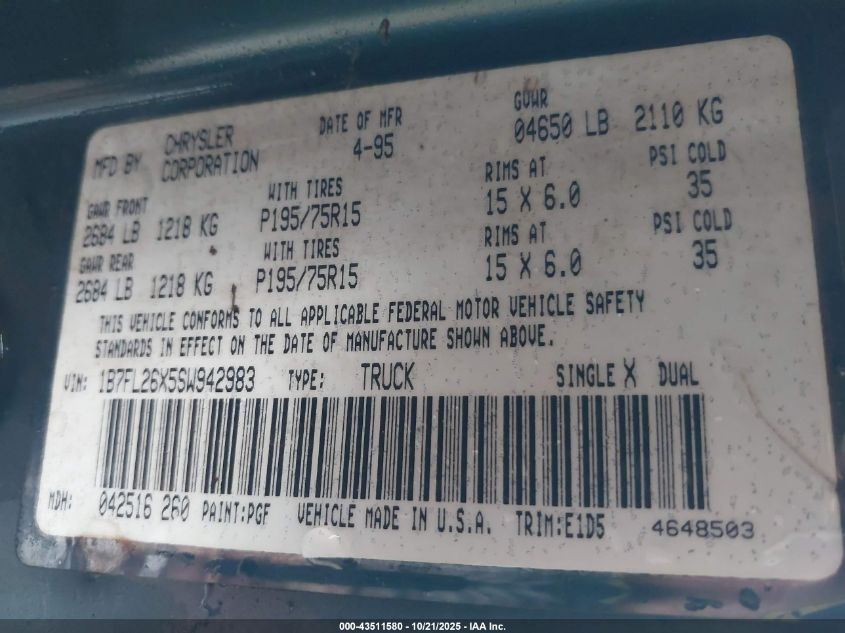 MFD BY CHRYSLER CORPORATION DATE OF MFR 4-95 GVWR 04650 LB 2110 KG
GAWR FRONT WITH TIRES RIMS AT PSI COLD
2684 LB 1218 KG P195/75R15 15 X 6.0 35
GAWR REAR WITH TIRES RIMS AT PSI COLD
2684 LB 1218 KG P195/75R15 15 X 6.0 35
THIS VEHICLE CONFORMS TO ALL APPLICABLE FEDERAL MOTOR VEHICLE SAFETY
STANDARDS IN EFFECT ON THE DATE OF MANUFACTURE SHOWN ABOVE.
VIN: 1B7FL26X5SW942983 TYPE: TRUCK SINGLE X DUAL
MDH: 042516 260 PAINT:PGF VEHICLE MADE IN U.S.A. TRIM:E1D5 4648503
000-43511580 - 10/21/2025 - IAA Inc.